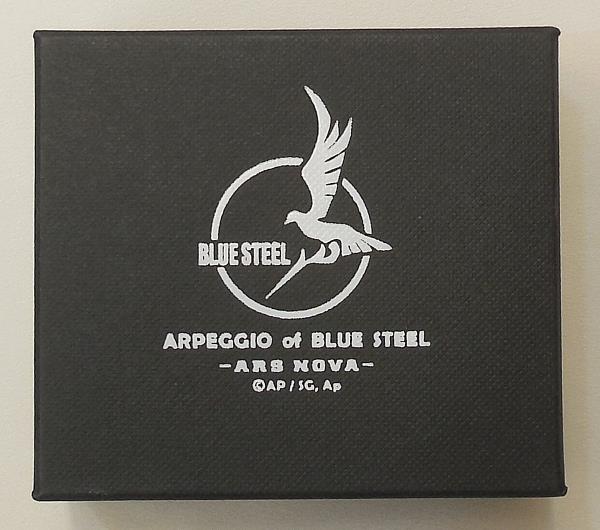 BLUE STEEL
ARPEGGIO of BLUE STEEL
-ARS NOVA-
©AP / SG, Ap